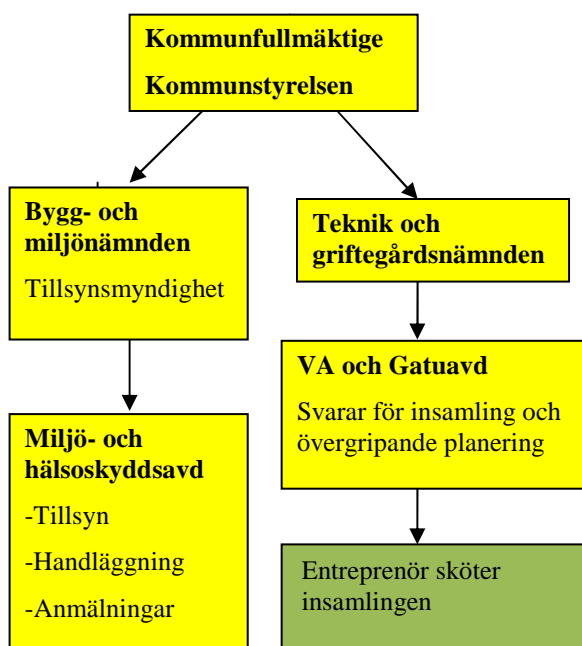 Kommunfullmäktige
Kommunstyrelsen
Bygg- och
miljönämnden
Tillsynsmyndighet
Teknik och
griftegårdsnämnden
VA och Gatuavd
Svarar för insamling och
övergripande planering
Miljö- och
hälsoskyddsavd
-Tillsyn
-Handläggning
-Anmälningar
Entreprenör sköter
insamlingen